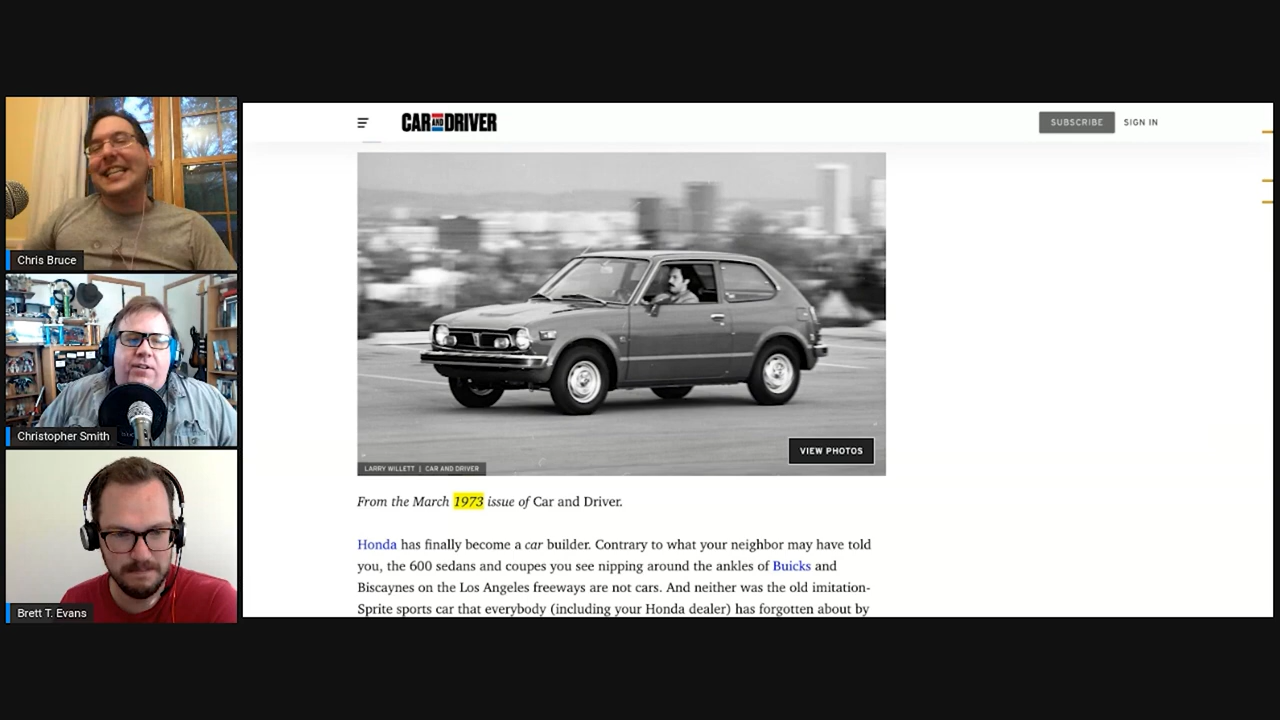 CAR AND DRIVER
SUBSCRIBE
SIGN IN
VIEW PHOTOS
LARRY WILLETT | CAR AND DRIVER
From the March 1973 issue of Car and Driver.
Honda has finally become a car builder. Contrary to what your neighbor may have told
you, the 600 sedans and coupes you see nipping around the ankles of Buicks and
Biscaynes on the Los Angeles freeways are not cars. And neither was the old imitation-
Sprite sports car that everybody (including your Honda dealer) has forgotten about by
Chris Bruce
Christopher Smith
Brett T. Evans